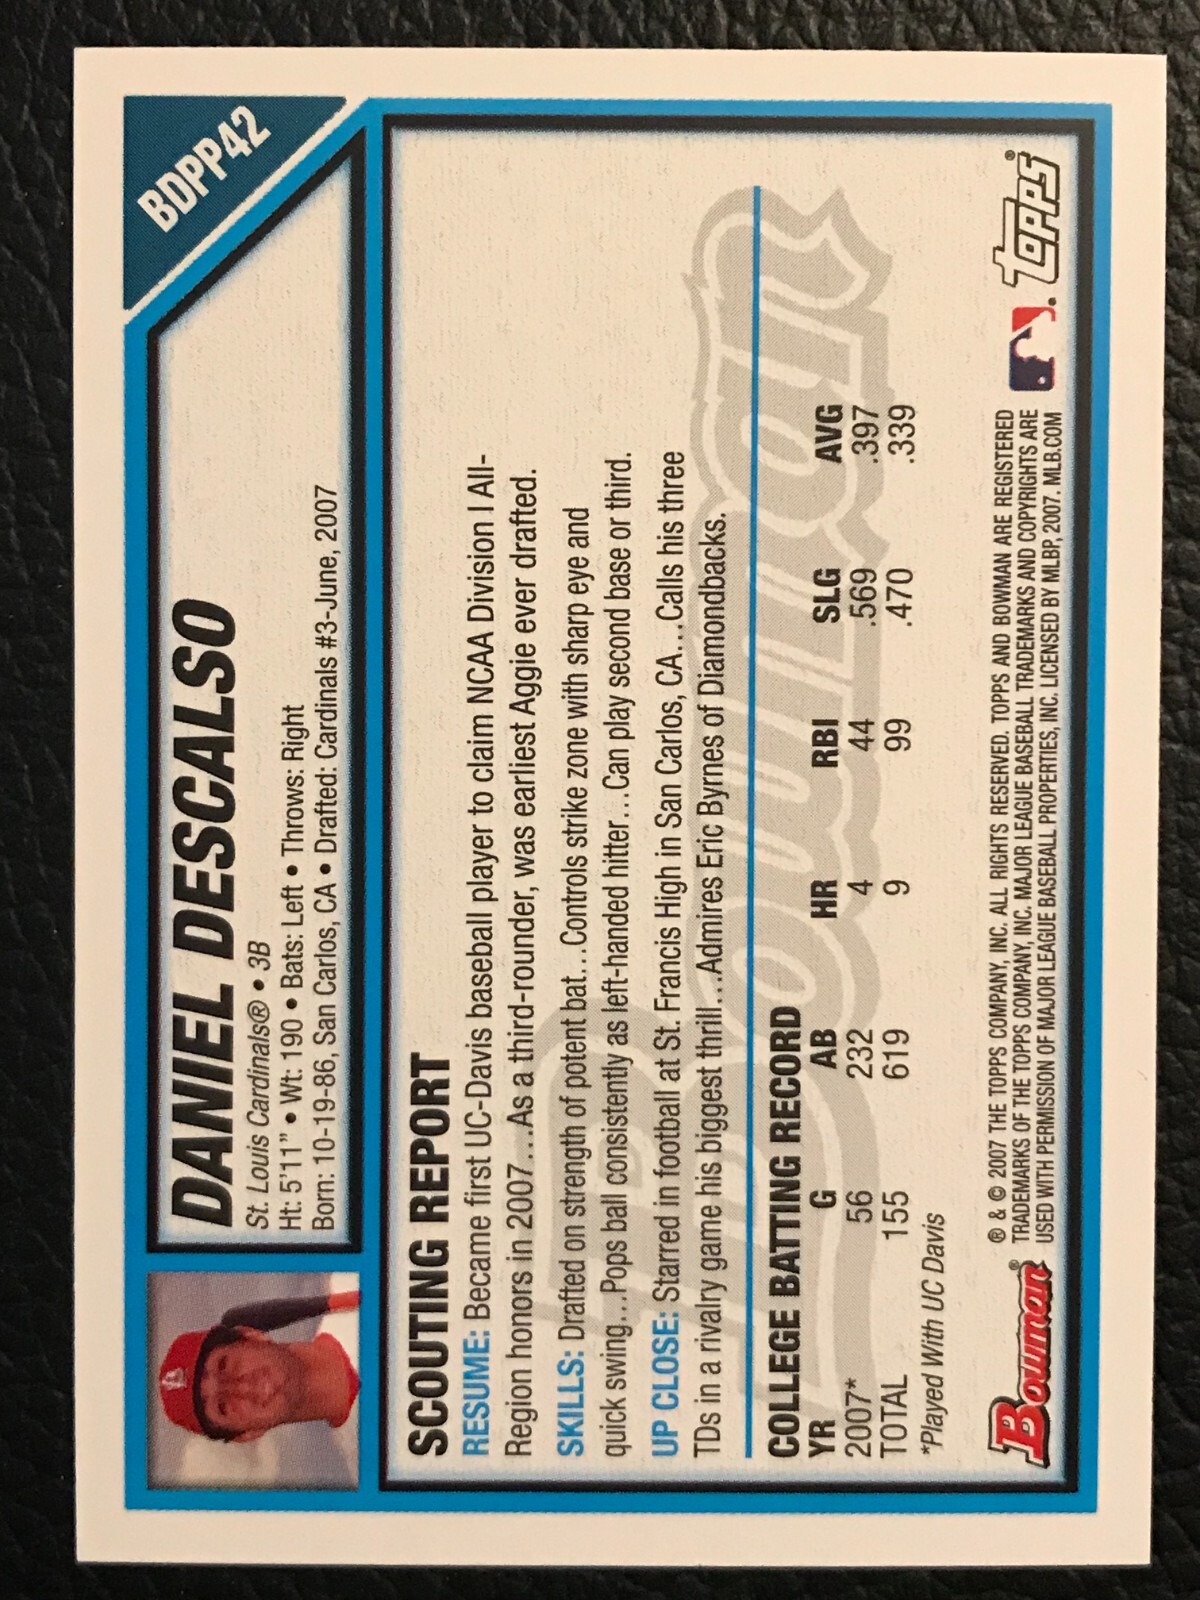 BDPP42
DANIEL DESCALSO
St. Louis Cardinals® • 3B
Ht: 5'11" • Wt: 190 • Bats: Left • Throws: Right
Born: 10-19-86, San Carlos, CA • Drafted: Cardinals #3-June, 2007
SCOUTING REPORT
RESUME: Became first UC-Davis baseball player to claim NCAA Division I All-
Region honors in 2007...As a third-rounder, was earliest Aggie ever drafted.
SKILLS: Drafted on strength of potent bat...Controls strike zone with sharp eye and
quick swing...Pops ball consistently as left-handed hitter...Can play second base or third.
UP CLOSE: Starred in football at St. Francis High in San Carlos, CA...Calls his three
TDs in a rivalry game his biggest thrill...Admires Eric Byrnes of Diamondbacks.
COLLEGE BATTING RECORD
YR G AB HR RBI SLG AVG
2007* 56 232 4 44 .569 .397
TOTAL 155 619 9 99 .470 .339
*Played With UC Davis
Bowman®
® & © 2007 THE TOPPS COMPANY, INC. ALL RIGHTS RESERVED. TOPPS AND BOWMAN ARE REGISTERED
TRADEMARKS OF THE TOPPS COMPANY, INC. MAJOR LEAGUE BASEBALL TRADEMARKS AND COPYRIGHTS ARE
USED WITH PERMISSION OF MAJOR LEAGUE BASEBALL PROPERTIES, INC. LICENSED BY MLBP, 2007. MLB.COM
Topps®